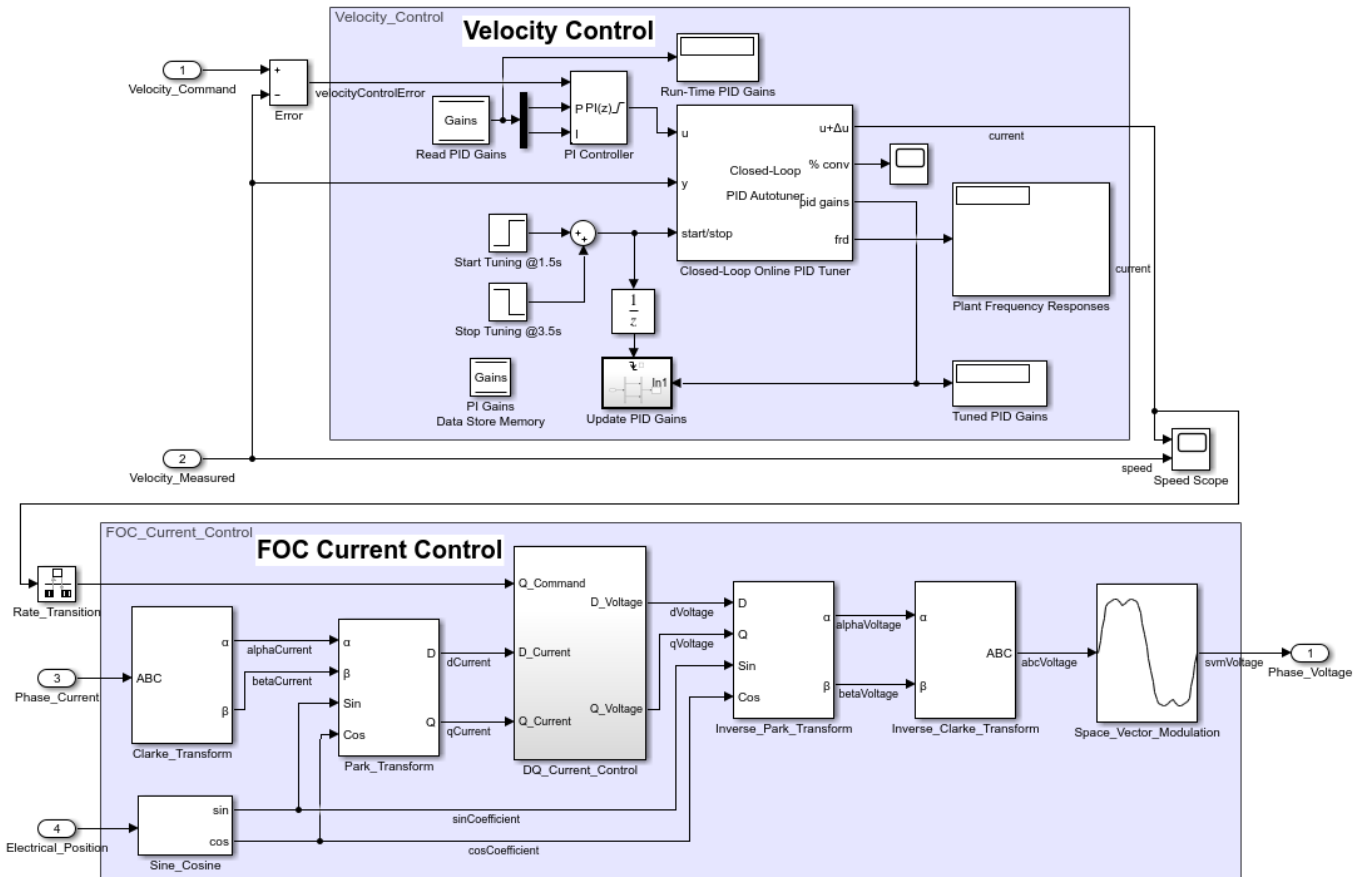 Velocity_Control
Velocity Control
1
Velocity_Command
+
−
Error
velocityControlError
Gains
Read PID Gains
P
I
PI(z)
PI Controller
Run-Time PID Gains
u
y
start/stop
Closed-Loop
PID Autotuner
u+Δu
% conv
pid gains
frd
Closed-Loop Online PID Tuner
current
Start Tuning @1.5s
+
+
Stop Tuning @3.5s
1
z
Plant Frequency Responses
current
Gains
PI Gains
Data Store Memory
In1
Update PID Gains
Tuned PID Gains
2
Velocity_Measured
speed
Speed Scope
FOC_Current_Control
FOC Current Control
Rate_Transition
3
Phase_Current
ABC
α
β
Clarke_Transform
alphaCurrent
betaCurrent
α
β
Sin
Cos
D
Q
Park_Transform
dCurrent
qCurrent
Q_Command
D_Current
Q_Current
D_Voltage
Q_Voltage
DQ_Current_Control
dVoltage
qVoltage
D
Q
Sin
Cos
α
β
Inverse_Park_Transform
alphaVoltage
betaVoltage
α
β
ABC
Inverse_Clarke_Transform
abcVoltage
Space_Vector_Modulation
svmVoltage
1
Phase_Voltage
4
Electrical_Position
sin
cos
Sine_Cosine
sinCoefficient
cosCoefficient